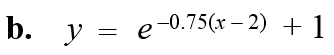 b. y = e^{-0.75(x - 2)} + 1